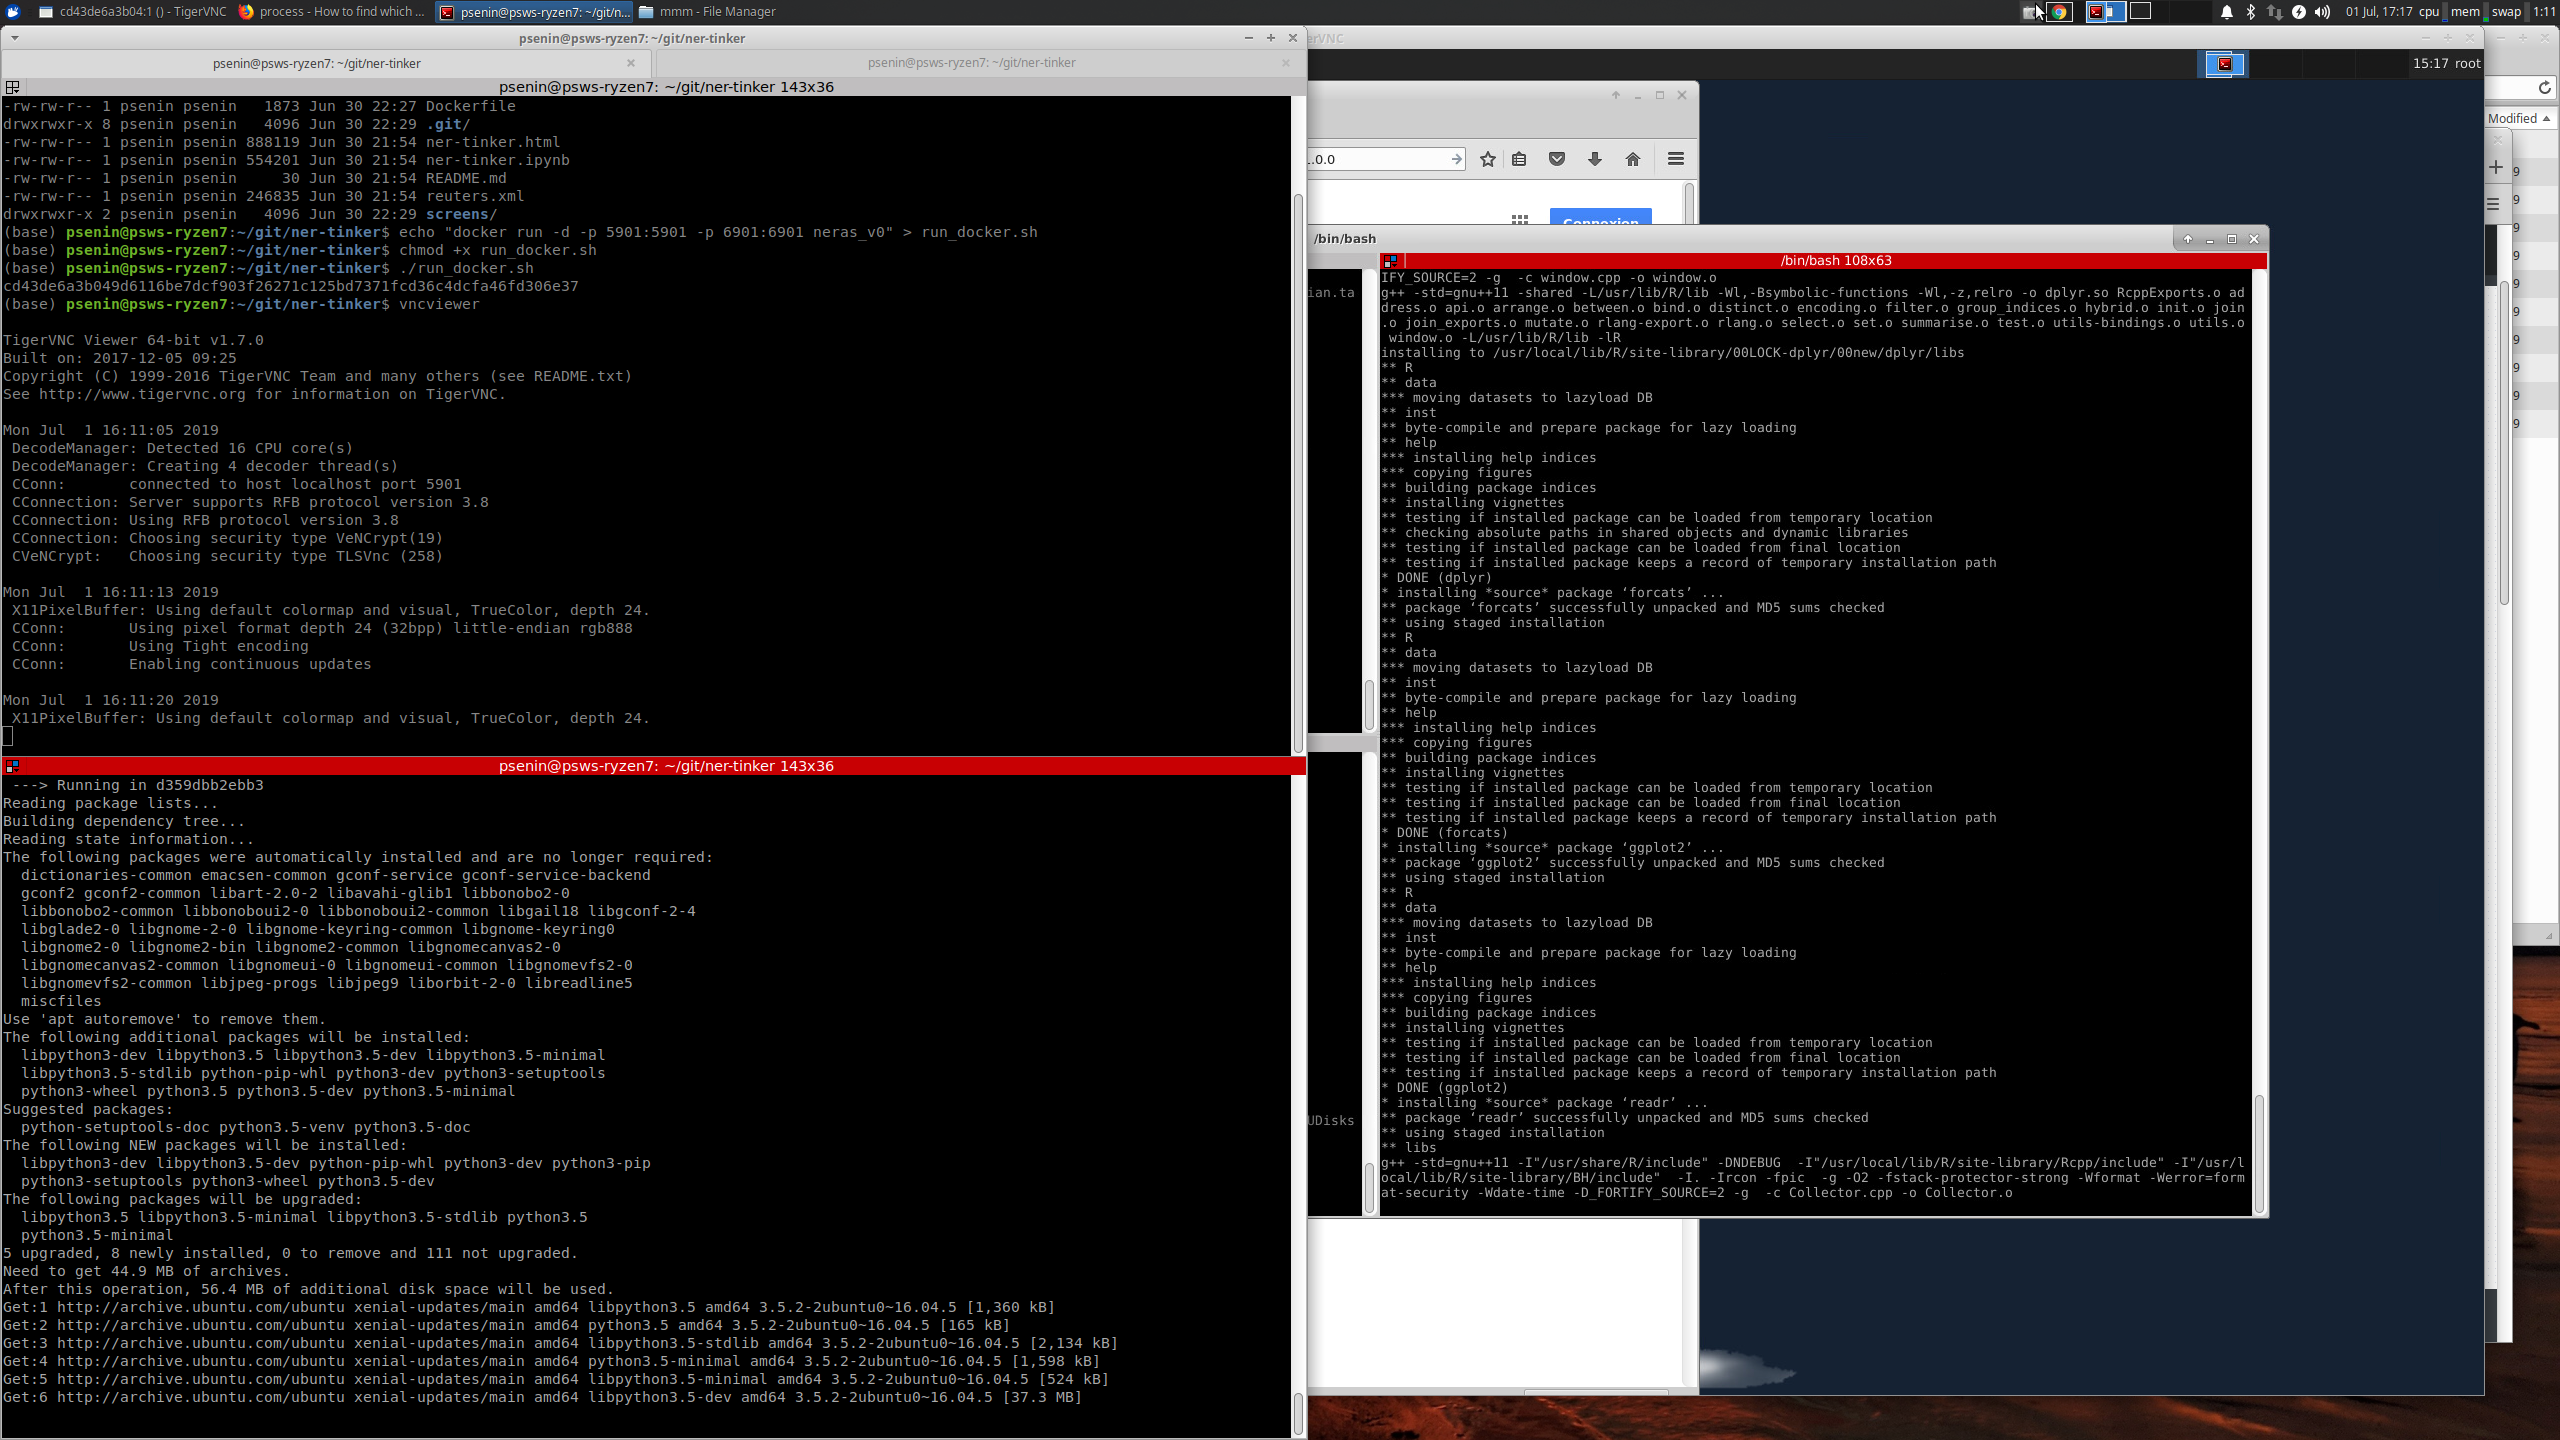 cd43de6a3b04:1 () - TigerVNC
process - How to find which ...
psenin@psws-ryzen7: ~/git/n...
mmm - File Manager
01 Jul, 17:17 cpu mem swap 1:11
psenin@psws-ryzen7: ~/git/ner-tinker
psenin@psws-ryzen7: ~/git/ner-tinker
psenin@psws-ryzen7: ~/git/ner-tinker
psenin@psws-ryzen7: ~/git/ner-tinker 143x36
-rw-rw-r-- 1 psenin psenin   1873 Jun 30 22:27 Dockerfile
drwxrwxr-x 8 psenin psenin   4096 Jun 30 22:29 .git/
-rw-rw-r-- 1 psenin psenin 888119 Jun 30 21:54 ner-tinker.html
-rw-rw-r-- 1 psenin psenin 554201 Jun 30 21:54 ner-tinker.ipynb
-rw-rw-r-- 1 psenin psenin     30 Jun 30 21:54 README.md
-rw-rw-r-- 1 psenin psenin 246835 Jun 30 21:54 reuters.xml
drwxrwxr-x 2 psenin psenin   4096 Jun 30 22:29 screens/
(base) psenin@psws-ryzen7:~/git/ner-tinker$ echo "docker run -d -p 5901:5901 -p 6901:6901 neras_v0" > run_docker.sh
(base) psenin@psws-ryzen7:~/git/ner-tinker$ chmod +x run_docker.sh
(base) psenin@psws-ryzen7:~/git/ner-tinker$ ./run_docker.sh
cd43de6a3b049d6116be7dcf903f26271c125bd7371fcd36c4dcfa46fd306e37
(base) psenin@psws-ryzen7:~/git/ner-tinker$ vncviewer
TigerVNC Viewer 64-bit v1.7.0
Built on: 2017-12-05 09:25
Copyright (C) 1999-2016 TigerVNC Team and many others (see README.txt)
See http://www.tigervnc.org for information on TigerVNC.
Mon Jul  1 16:11:05 2019
DecodeManager: Detected 16 CPU core(s)
DecodeManager: Creating 4 decoder thread(s)
CConn:       connected to host localhost port 5901
CConnection: Server supports RFB protocol version 3.8
CConnection: Using RFB protocol version 3.8
CConnection: Choosing security type VeNCrypt(19)
CVeNCrypt:   Choosing security type TLSVnc (258)
Mon Jul  1 16:11:13 2019
X11PixelBuffer: Using default colormap and visual, TrueColor, depth 24.
CConn:       Using pixel format depth 24 (32bpp) little-endian rgb888
CConn:       Using Tight encoding
CConn:       Enabling continuous updates
Mon Jul  1 16:11:20 2019
X11PixelBuffer: Using default colormap and visual, TrueColor, depth 24.
psenin@psws-ryzen7: ~/git/ner-tinker 143x36
---> Running in d359dbb2ebb3
Reading package lists...
Building dependency tree...
Reading state information...
The following packages were automatically installed and are no longer required:
dictionaries-common emacsen-common gconf-service gconf-service-backend
gconf2 gconf2-common libart-2.0-2 libavahi-glib1 libbonobo2-0
libbonobo2-common libbonoboui2-0 libbonoboui2-common libgail18 libgconf-2-4
libglade2-0 libgnome-2-0 libgnome-keyring-common libgnome-keyring0
libgnome2-0 libgnome2-bin libgnome2-common libgnomecanvas2-0
libgnomecanvas2-common libgnomeui-0 libgnomeui-common libgnomevfs2-0
libgnomevfs2-common libjpeg-progs libjpeg9 liborbit-2-0 libreadline5
miscfiles
Use 'apt autoremove' to remove them.
The following additional packages will be installed:
libpython3-dev libpython3.5 libpython3.5-dev libpython3.5-minimal
libpython3.5-stdlib python-pip-whl python3-dev python3-setuptools
python3-wheel python3.5 python3.5-dev python3.5-minimal
Suggested packages:
python-setuptools-doc python3.5-venv python3.5-doc
The following NEW packages will be installed:
libpython3-dev libpython3.5-dev python-pip-whl python3-dev python3-pip
python3-setuptools python3-wheel python3.5-dev
The following packages will be upgraded:
libpython3.5 libpython3.5-minimal libpython3.5-stdlib python3.5
python3.5-minimal
5 upgraded, 8 newly installed, 0 to remove and 111 not upgraded.
Need to get 44.9 MB of archives.
After this operation, 56.4 MB of additional disk space will be used.
Get:1 http://archive.ubuntu.com/ubuntu xenial-updates/main amd64 libpython3.5 amd64 3.5.2-2ubuntu0~16.04.5 [1,360 kB]
Get:2 http://archive.ubuntu.com/ubuntu xenial-updates/main amd64 python3.5 amd64 3.5.2-2ubuntu0~16.04.5 [165 kB]
Get:3 http://archive.ubuntu.com/ubuntu xenial-updates/main amd64 libpython3.5-stdlib amd64 3.5.2-2ubuntu0~16.04.5 [2,134 kB]
Get:4 http://archive.ubuntu.com/ubuntu xenial-updates/main amd64 python3.5-minimal amd64 3.5.2-2ubuntu0~16.04.5 [1,598 kB]
Get:5 http://archive.ubuntu.com/ubuntu xenial-updates/main amd64 libpython3.5-minimal amd64 3.5.2-2ubuntu0~16.04.5 [524 kB]
Get:6 http://archive.ubuntu.com/ubuntu xenial-updates/main amd64 libpython3.5-dev amd64 3.5.2-2ubuntu0~16.04.5 [37.3 MB]
15:17 root
.0.0
Connexion
Modified
/bin/bash
/bin/bash 108x63
ian.ta
UDisks
IFY_SOURCE=2 -g  -c window.cpp -o window.o
g++ -std=gnu++11 -shared -L/usr/lib/R/lib -Wl,-Bsymbolic-functions -Wl,-z,relro -o dplyr.so RcppExports.o ad
dress.o api.o arrange.o between.o bind.o distinct.o encoding.o filter.o group_indices.o hybrid.o init.o join
.o join_exports.o mutate.o rlang-export.o rlang.o select.o set.o summarise.o test.o utils-bindings.o utils.o
window.o -L/usr/lib/R/lib -lR
installing to /usr/local/lib/R/site-library/00LOCK-dplyr/00new/dplyr/libs
** R
** data
*** moving datasets to lazyload DB
** inst
** byte-compile and prepare package for lazy loading
** help
*** installing help indices
*** copying figures
** building package indices
** installing vignettes
** testing if installed package can be loaded from temporary location
** checking absolute paths in shared objects and dynamic libraries
** testing if installed package can be loaded from final location
** testing if installed package keeps a record of temporary installation path
* DONE (dplyr)
* installing *source* package ‘forcats’ ...
** package ‘forcats’ successfully unpacked and MD5 sums checked
** using staged installation
** R
** data
*** moving datasets to lazyload DB
** inst
** byte-compile and prepare package for lazy loading
** help
*** installing help indices
*** copying figures
** building package indices
** installing vignettes
** testing if installed package can be loaded from temporary location
** testing if installed package can be loaded from final location
** testing if installed package keeps a record of temporary installation path
* DONE (forcats)
* installing *source* package ‘ggplot2’ ...
** package ‘ggplot2’ successfully unpacked and MD5 sums checked
** using staged installation
** R
** data
*** moving datasets to lazyload DB
** inst
** byte-compile and prepare package for lazy loading
** help
*** installing help indices
*** copying figures
** building package indices
** installing vignettes
** testing if installed package can be loaded from temporary location
** testing if installed package can be loaded from final location
** testing if installed package keeps a record of temporary installation path
* DONE (ggplot2)
* installing *source* package ‘readr’ ...
** package ‘readr’ successfully unpacked and MD5 sums checked
** using staged installation
** libs
g++ -std=gnu++11 -I"/usr/share/R/include" -DNDEBUG  -I"/usr/local/lib/R/site-library/Rcpp/include" -I"/usr/l
ocal/lib/R/site-library/BH/include"  -I. -Ircon -fpic  -g -O2 -fstack-protector-strong -Wformat -Werror=form
at-security -Wdate-time -D_FORTIFY_SOURCE=2 -g  -c Collector.cpp -o Collector.o